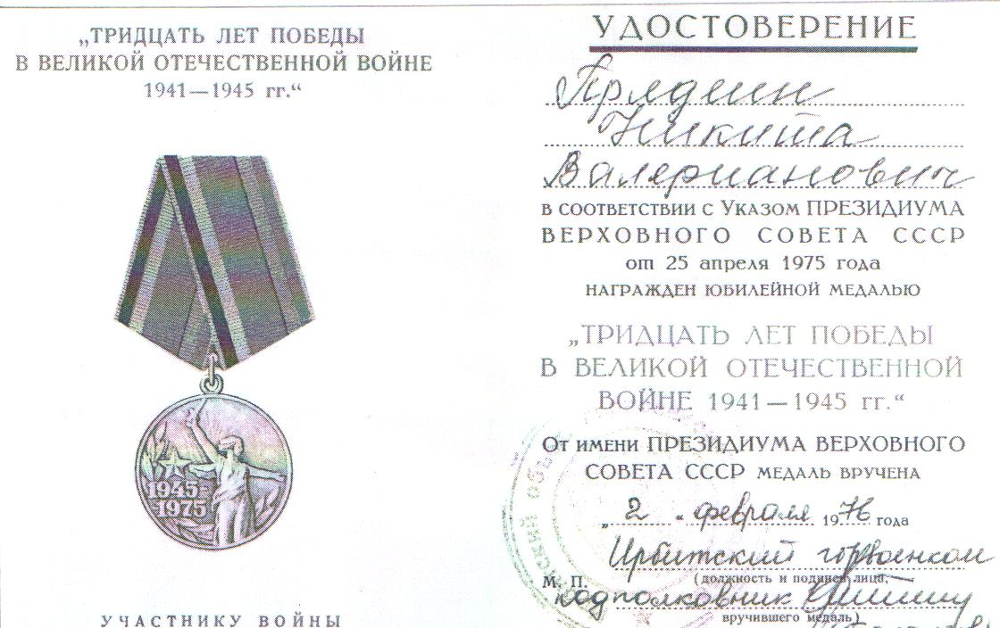 „ТРИДЦАТЬ ЛЕТ ПОБЕДЫ
В ВЕЛИКОЙ ОТЕЧЕСТВЕННОЙ ВОЙНЕ
1941—1945 гг.“
1945
1975
УЧАСТНИКУ ВОЙНЫ
УДОСТОВЕРЕНИЕ
Прядеин
Никита
Валерианович
В СООТВЕТСТВИИ С УКАЗОМ ПРЕЗИДИУМА
ВЕРХОВНОГО СОВЕТА СССР
от 25 апреля 1975 года
НАГРАЖДЕН ЮБИЛЕЙНОЙ МЕДАЛЬЮ
„ТРИДЦАТЬ ЛЕТ ПОБЕДЫ
В ВЕЛИКОЙ ОТЕЧЕСТВЕННОЙ
ВОЙНЕ 1941—1945 гг.“
ОТ ИМЕНИ ПРЕЗИДИУМА ВЕРХОВНОГО
СОВЕТА СССР МЕДАЛЬ ВРУЧЕНА
„2 “ февраля 1976 года
Ирбитский горвоенком
(должность и подпись лица,
М. П.
подполковник
вручившего медаль)